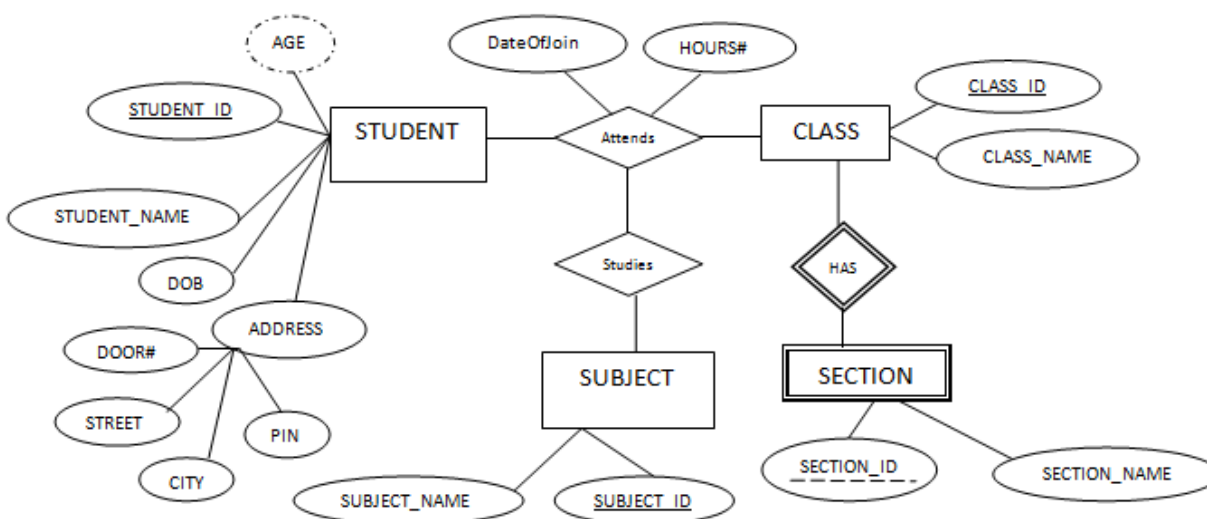 AGE
DateOfJoin
HOURS#
STUDENT_ID
CLASS_ID
STUDENT
Attends
CLASS
CLASS_NAME
STUDENT_NAME
Studies
HAS
DOB
ADDRESS
DOOR#
SUBJECT
SECTION
STREET
PIN
CITY
SECTION_ID
SECTION_NAME
SUBJECT_NAME
SUBJECT_ID